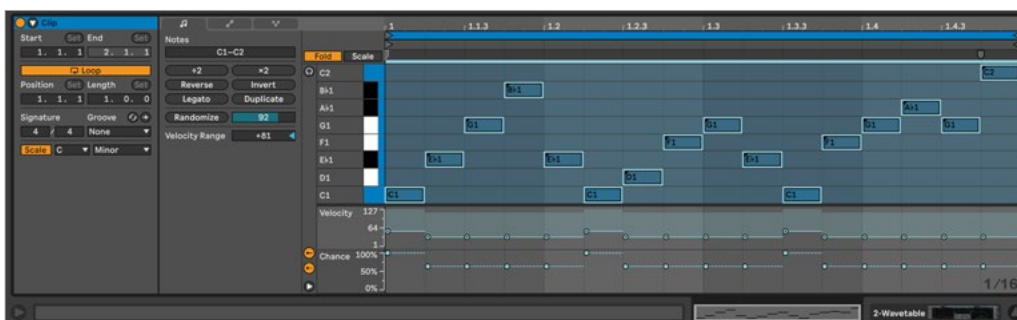 Clip
Start Set End Set
1. 1. 1 2. 1. 1
Loop
Position Set Length Set
1. 1. 1 1. 0. 0
Signature Groove
4 / 4 None
Scale C Minor
Notes
C1–C2
÷2 ×2
Reverse Invert
Legato Duplicate
Randomize 92
Velocity Range +81
1 1.1.3 1.2 1.2.3 1.3 1.3.3 1.4 1.4.3
Fold Scale
C2 C2
B♭1 B♭1
A♭1 A♭1
G1 G1 G1 G1 G1
F1 F1 F1
E♭1 E♭1 E♭1 E♭1
D1 D1
C1 C1 C1 C1
Velocity 127
64
1
Chance 100%
50%
0%
1/16
2-Wavetable